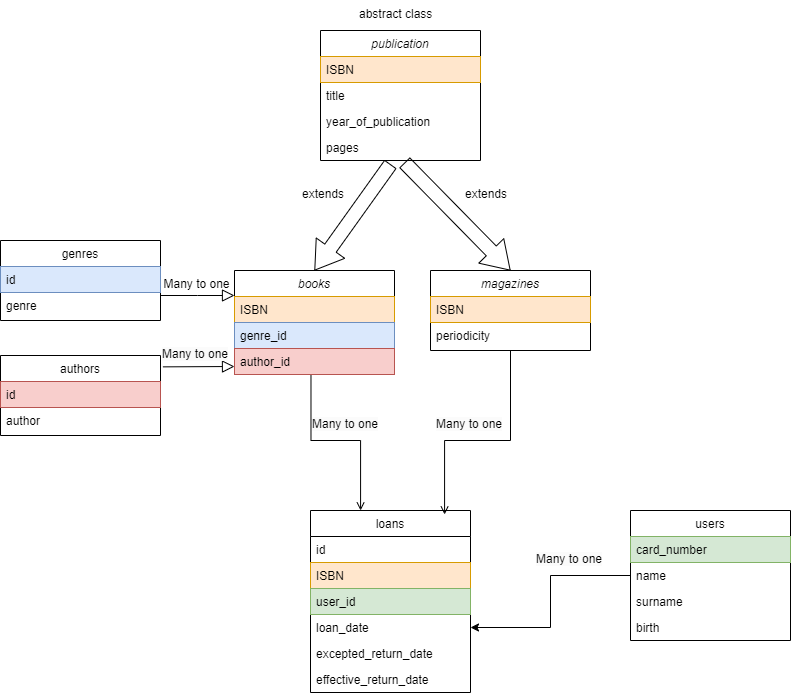 abstract class
publication
ISBN
title
year_of_publication
pages
extends
extends
genres
id
genre
Many to one
books
ISBN
genre_id
author_id
magazines
ISBN
periodicity
authors
id
author
Many to one
Many to one
Many to one
loans
id
ISBN
user_id
loan_date
excepted_return_date
effective_return_date
Many to one
users
card_number
name
surname
birth